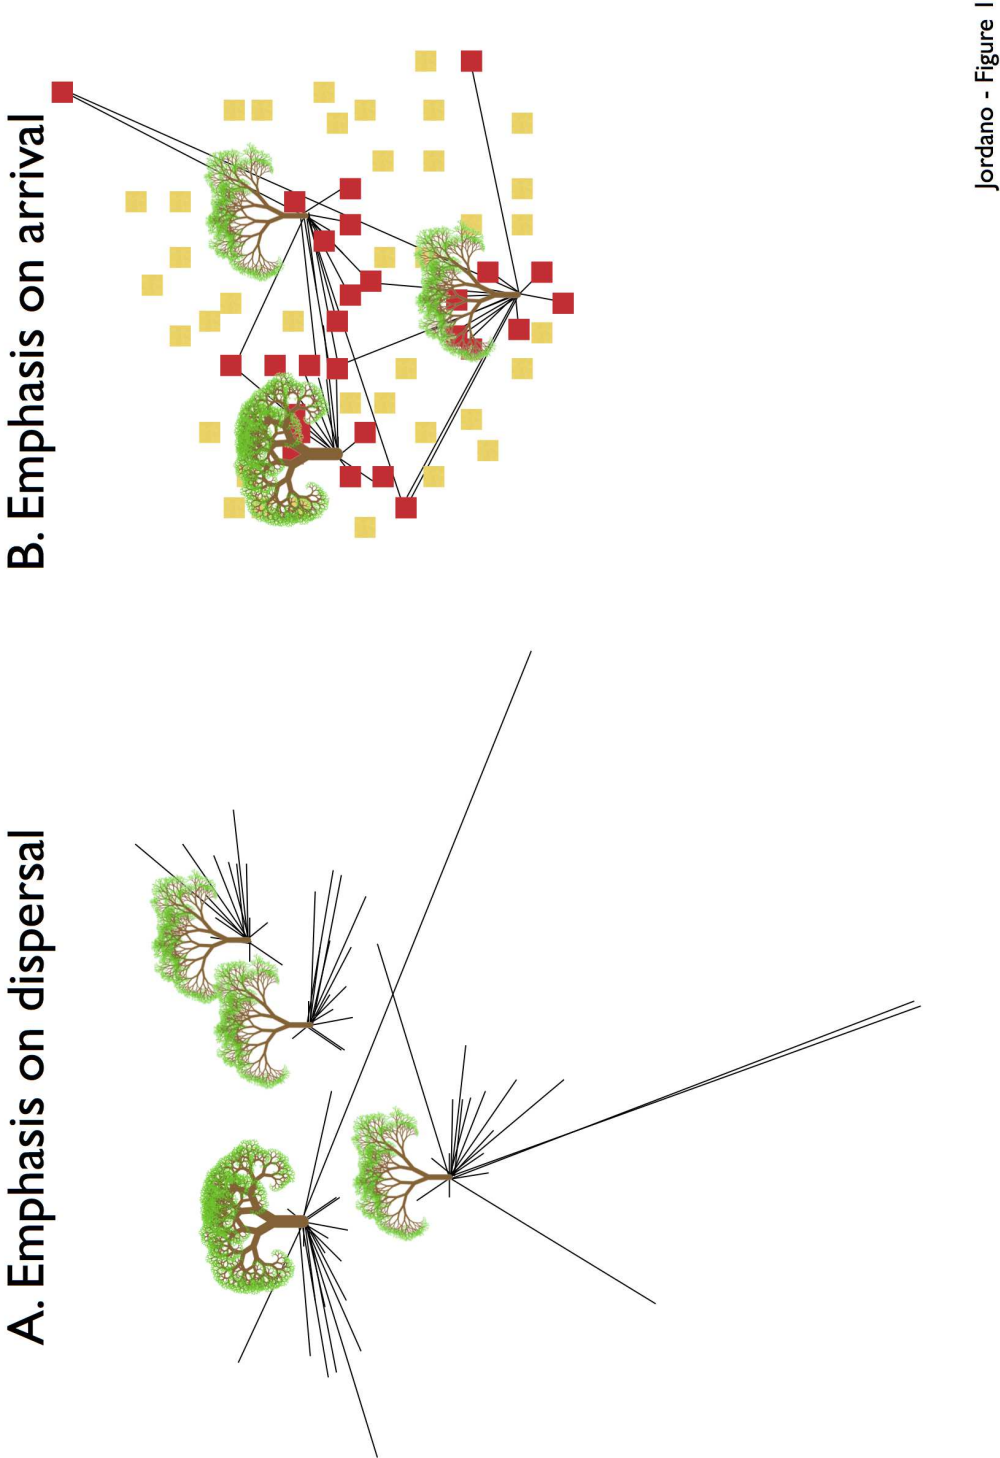 A. Emphasis on dispersal
B. Emphasis on arrival
Jordano - Figure 1